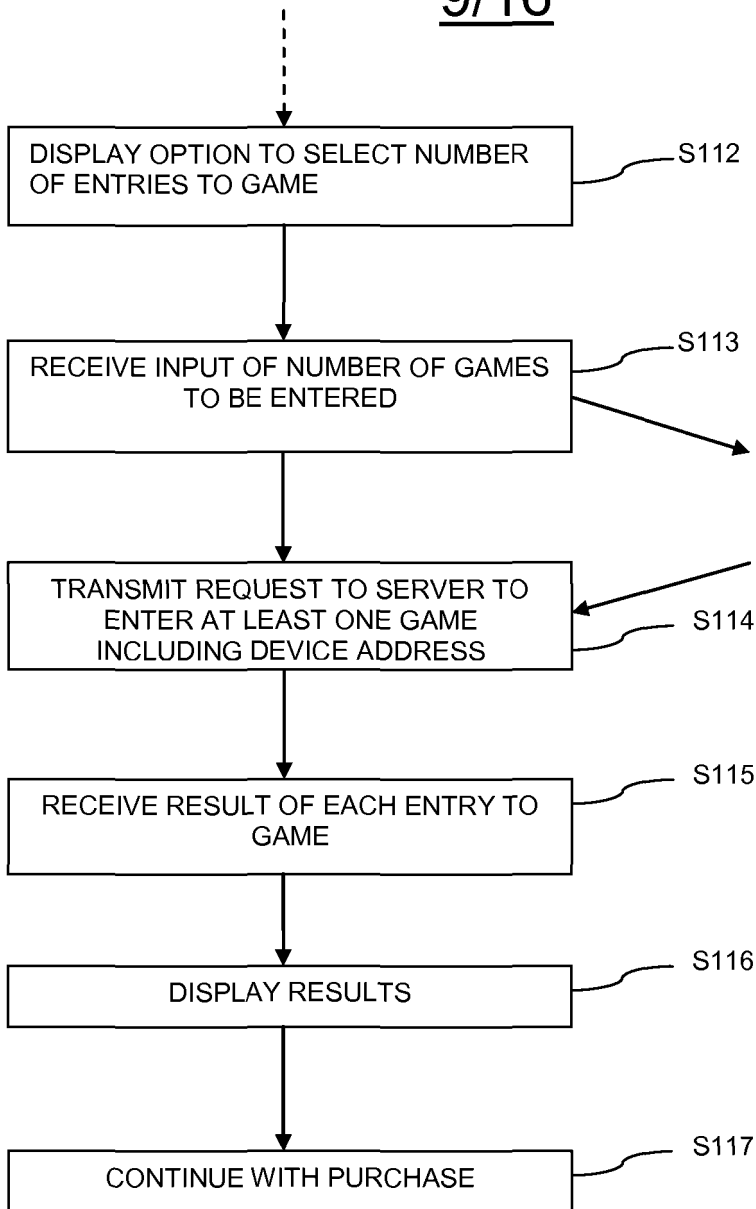 9/16
DISPLAY OPTION TO SELECT NUMBER
OF ENTRIES TO GAME
S112
RECEIVE INPUT OF NUMBER OF GAMES
TO BE ENTERED
S113
TRANSMIT REQUEST TO SERVER TO
ENTER AT LEAST ONE GAME
INCLUDING DEVICE ADDRESS
S114
RECEIVE RESULT OF EACH ENTRY TO
GAME
S115
DISPLAY RESULTS
S116
CONTINUE WITH PURCHASE
S117